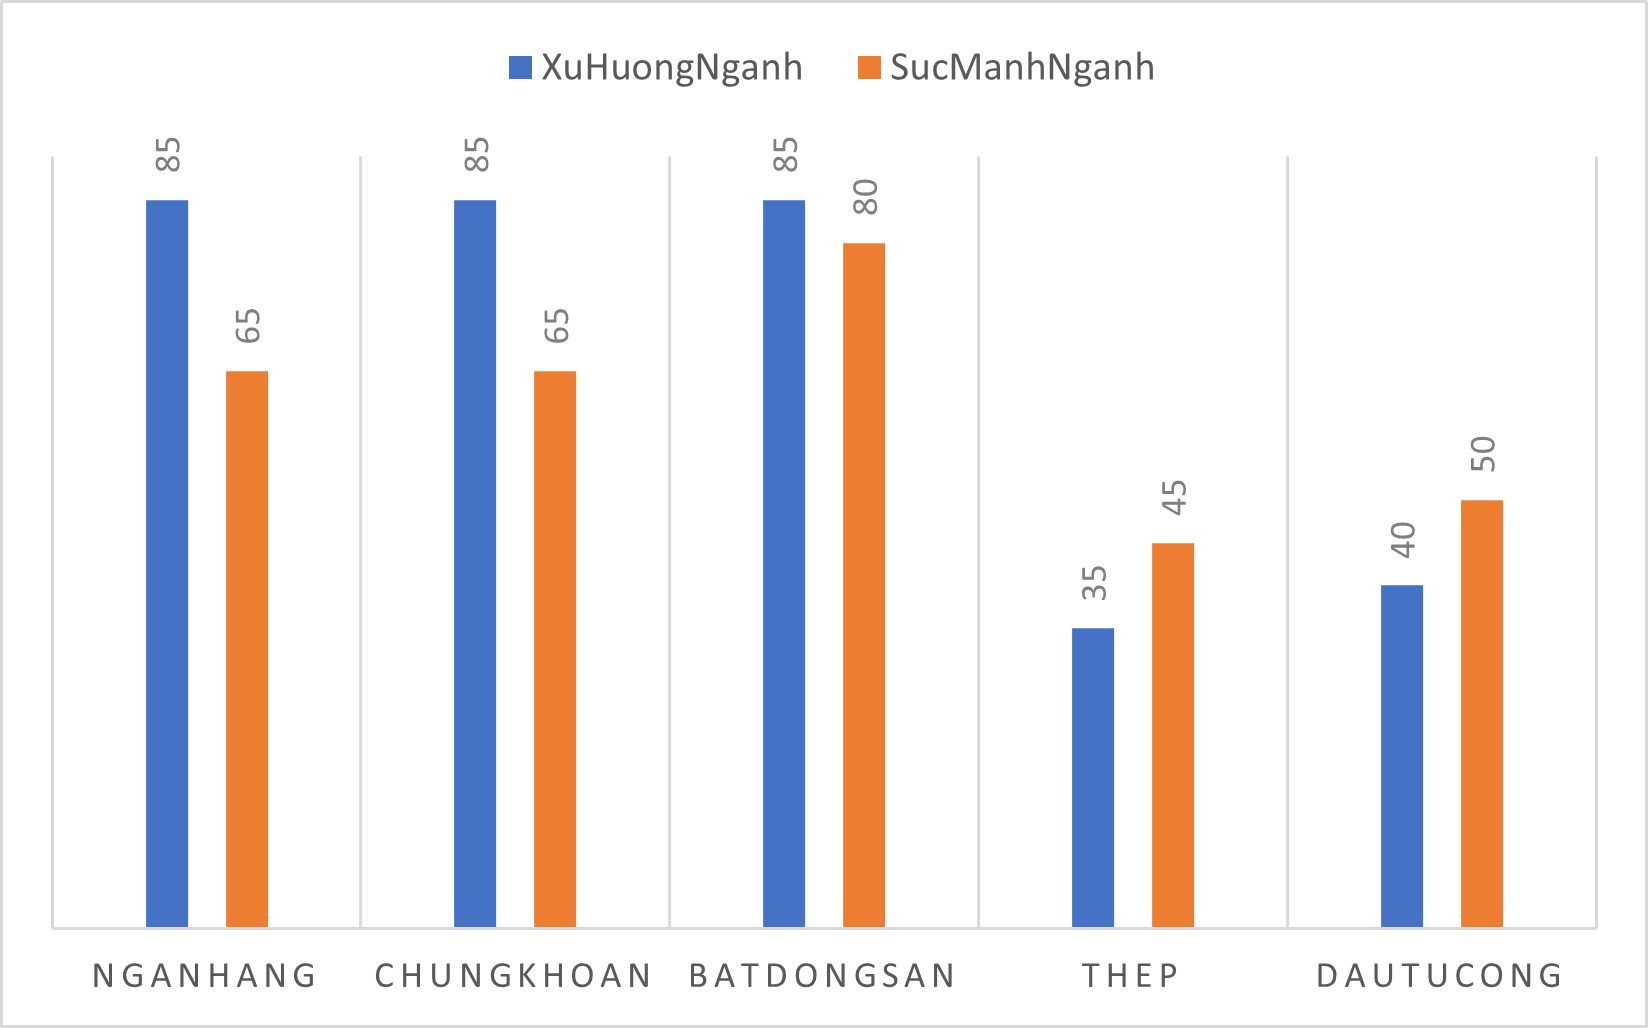 XuHuongNganh SucManhNganh
85 65 85 65 85 80 35 45 40 50
NGANHANG CHUNGKHOAN BATDONGSAN THEP DAUTUCONG